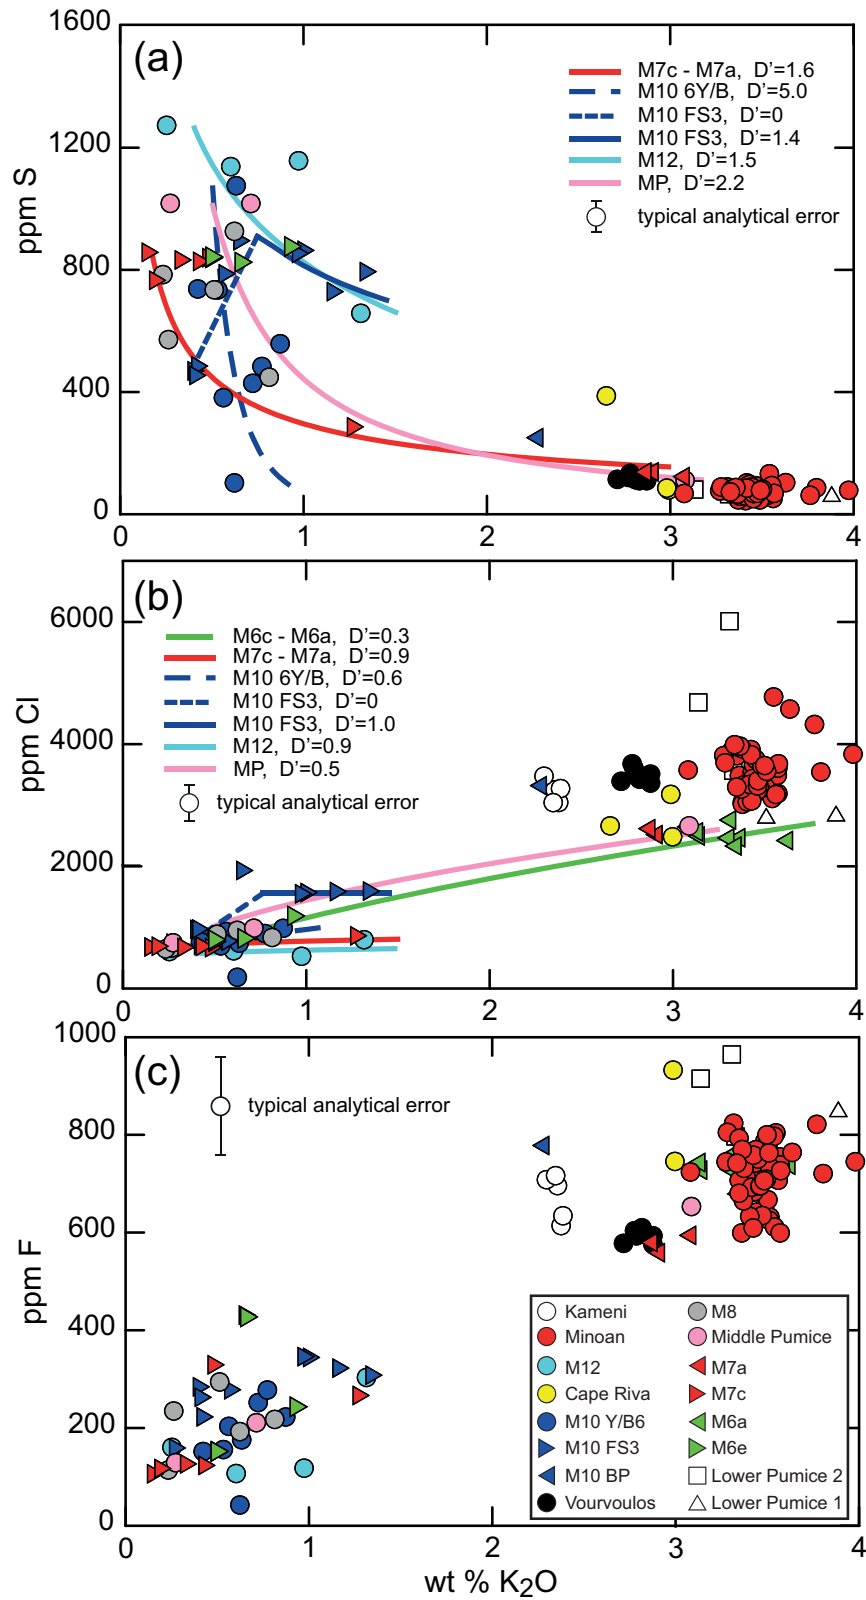 (a)
1600
1200
800
400
0
ppm S
M7c - M7a, D'=1.6
M10 6Y/B, D'=5.0
M10 FS3, D'=0
M10 FS3, D'=1.4
M12, D'=1.5
MP, D'=2.2
typical analytical error
0 1 2 3 4
(b)
6000
4000
2000
0
ppm Cl
M6c - M6a, D'=0.3
M7c - M7a, D'=0.9
M10 6Y/B, D'=0.6
M10 FS3, D'=0
M10 FS3, D'=1.0
M12, D'=0.9
MP, D'=0.5
typical analytical error
0 1 2 3 4
(c)
1000
800
600
400
200
0
ppm F
typical analytical error
Kameni
Minoan
M12
Cape Riva
M10 Y/B6
M10 FS3
M10 BP
Vourvoulos
M8
Middle Pumice
M7a
M7c
M6a
M6e
Lower Pumice 2
Lower Pumice 1
0 1 2 3 4
wt % K₂O